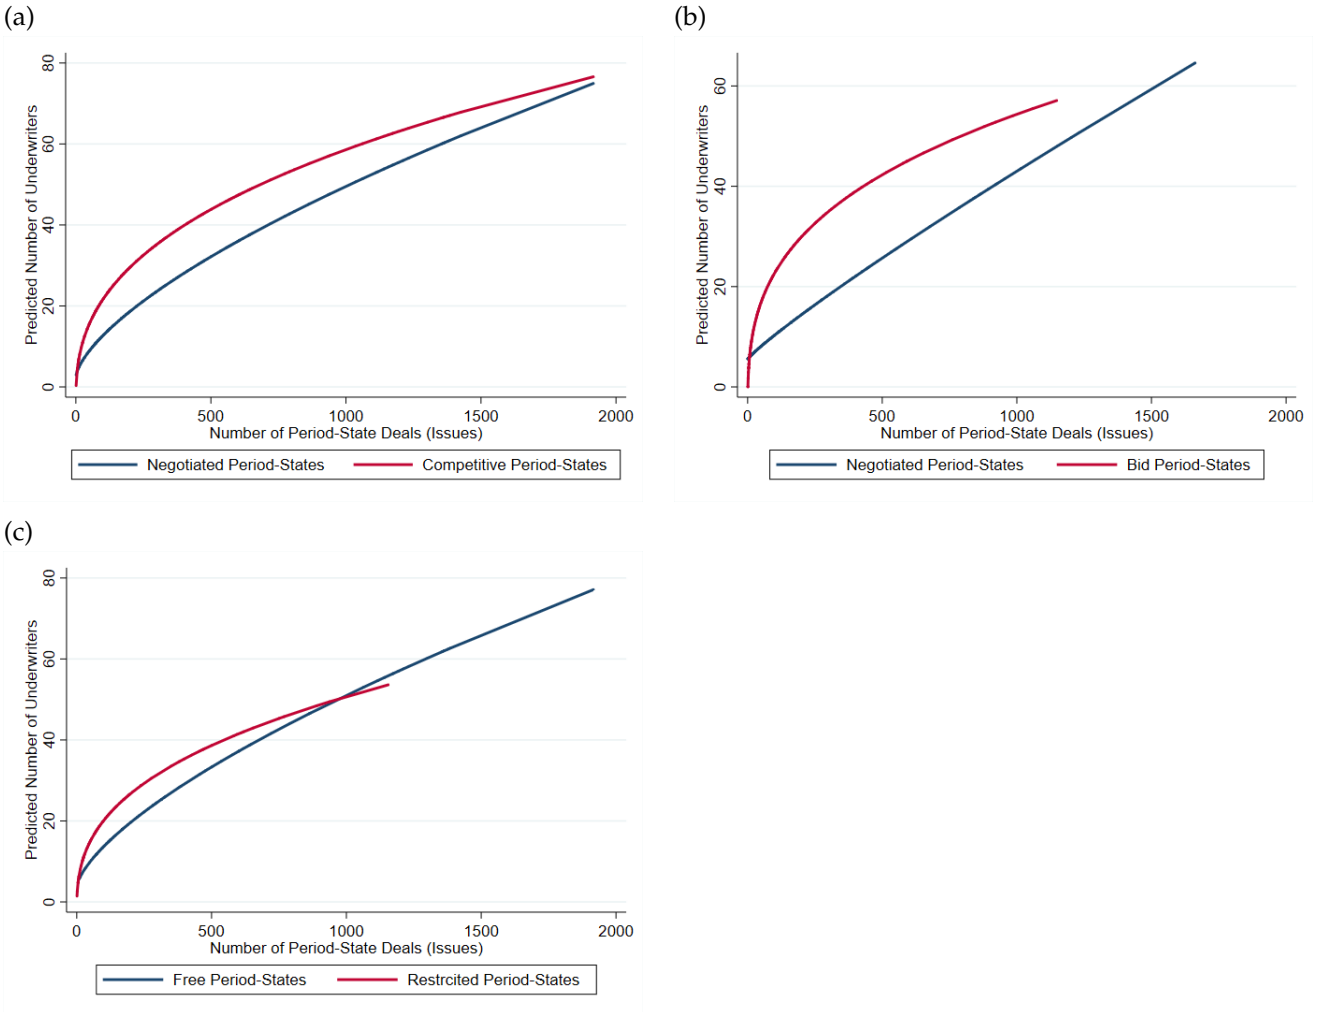 (a)
80
60
40
20
0
Predicted Number of Underwriters
0 500 1000 1500 2000
Number of Period-State Deals (Issues)
Negotiated Period-States Competitive Period-States
(b)
60
40
20
0
Predicted Number of Underwriters
0 500 1000 1500 2000
Number of Period-State Deals (Issues)
Negotiated Period-States Bid Period-States
(c)
80
60
40
20
0
Predicted Number of Underwriters
0 500 1000 1500 2000
Number of Period-State Deals (Issues)
Free Period-States Restrcited Period-States